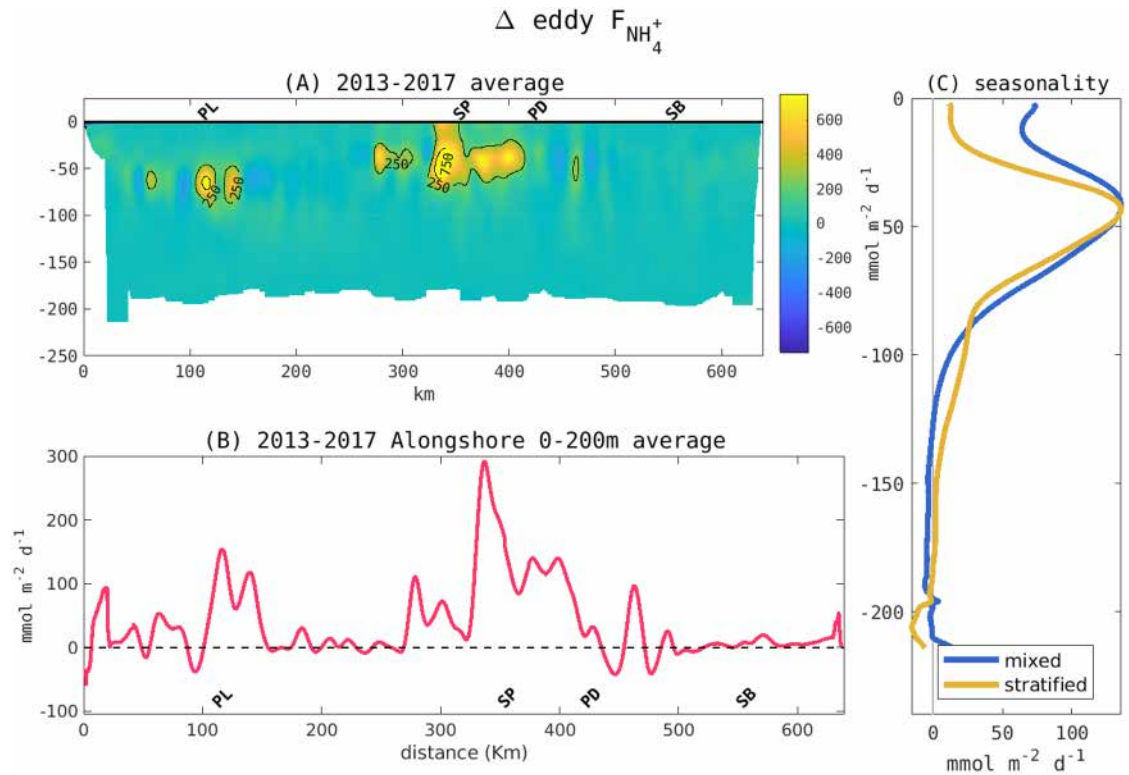 Δ eddy F_{NH_4^+}
(A) 2013-2017 average
PL SP PD SB
0
-50
-100
-150
-200
-250
250
250
250
750
250
0 100 200 300 400 500 600
km
600
400
200
0
-200
-400
-600
mmol m⁻² d⁻¹
(B) 2013-2017 Alongshore 0-200m average
300
200
100
0
-100
mmol m⁻² d⁻¹
PL SP PD SB
0 100 200 300 400 500 600
distance (Km)
(C) seasonality
0
-50
-100
-150
-200
mixed
stratified
0 50 100
mmol m⁻² d⁻¹